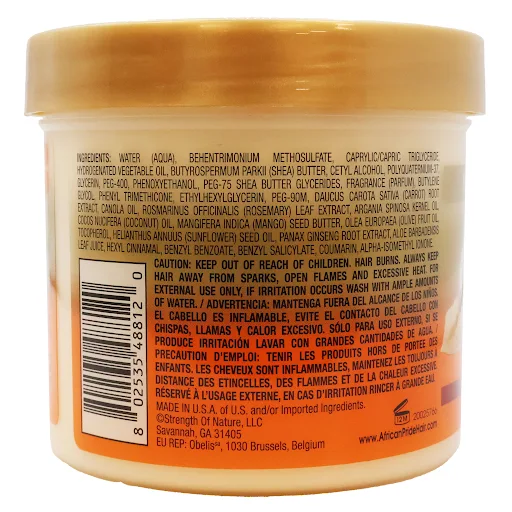 INGREDIENTS: WATER (AQUA), BEHENTRIMONIUM METHOSULFATE, CAPRYLIC/CAPRIC TRIGLYCERIDE,
HYDROGENATED VEGETABLE OIL, BUTYROSPERMUM PARKII (SHEA) BUTTER, CETYL ALCOHOL, POLYQUATERNIUM-37,
GLYCERIN, PEG-400, PHENOXYETHANOL, PEG-75 SHEA BUTTER GLYCERIDES, FRAGRANCE (PARFUM), BUTYLENE
GLYCOL, PHENYL TRIMETHICONE, ETHYLHEXYLGLYCERIN, PEG-90M, DAUCUS CAROTA SATIVA (CARROT) ROOT
EXTRACT, CANOLA OIL, ROSMARINUS OFFICINALIS (ROSEMARY) LEAF EXTRACT, ARGANIA SPINOSA KERNEL OIL,
COCOS NUCIFERA (COCONUT) OIL, MANGIFERA INDICA (MANGO) SEED BUTTER, OLEA EUROPAEA (OLIVE) FRUIT OIL,
TOCOPHEROL, HELIANTHUS ANNUUS (SUNFLOWER) SEED OIL, PANAX GINSENG ROOT EXTRACT, ALOE BARBADENSIS
LEAF JUICE, HEXYL CINNAMAL, BENZYL BENZOATE, BENZYL SALICYLATE, COUMARIN, ALPHA-ISOMETHYL IONONE.
CAUTION: KEEP OUT OF REACH OF CHILDREN. HAIR BURNS. ALWAYS KEEP
HAIR AWAY FROM SPARKS, OPEN FLAMES AND EXCESSIVE HEAT. FOR
EXTERNAL USE ONLY, IF IRRITATION OCCURS WASH WITH AMPLE AMOUNTS
OF WATER. / ADVERTENCIA: MANTENGA FUERA DEL ALCANCE DE LOS NIÑOS.
EL CABELLO ES INFLAMABLE, EVITE EL CONTACTO DEL CABELLO CON
CHISPAS, LLAMAS Y CALOR EXCESIVO. SÓLO PARA USO EXTERNO, SI SE
PRODUCE IRRITACIÓN LAVAR CON GRANDES CANTIDADES DE AGUA. /
PRECAUTION D'EMPLOI: TENIR LES PRODUITS HORS DE PORTEE DES
ENFANTS. LES CHEVEUX SONT INFLAMMABLES, MAINTENEZ LES TOUJOURS À
DISTANCE DES ETINCELLES, DES FLAMMES ET DE LA CHALEUR EXCESSIVE.
RÉSERVÉ À L'USAGE EXTERNE, EN CAS D'IRRITATION RINCER À GRANDE EAU.
MADE IN U.S.A. of U.S. and/or Imported Ingredients.
©Strength Of Nature, LLC
Savannah, GA 31405
EU REP: Obelis sa, 1030 Brussels, Belgium
8 02535 48812 0
12M
www.AfricanPrideHair.com